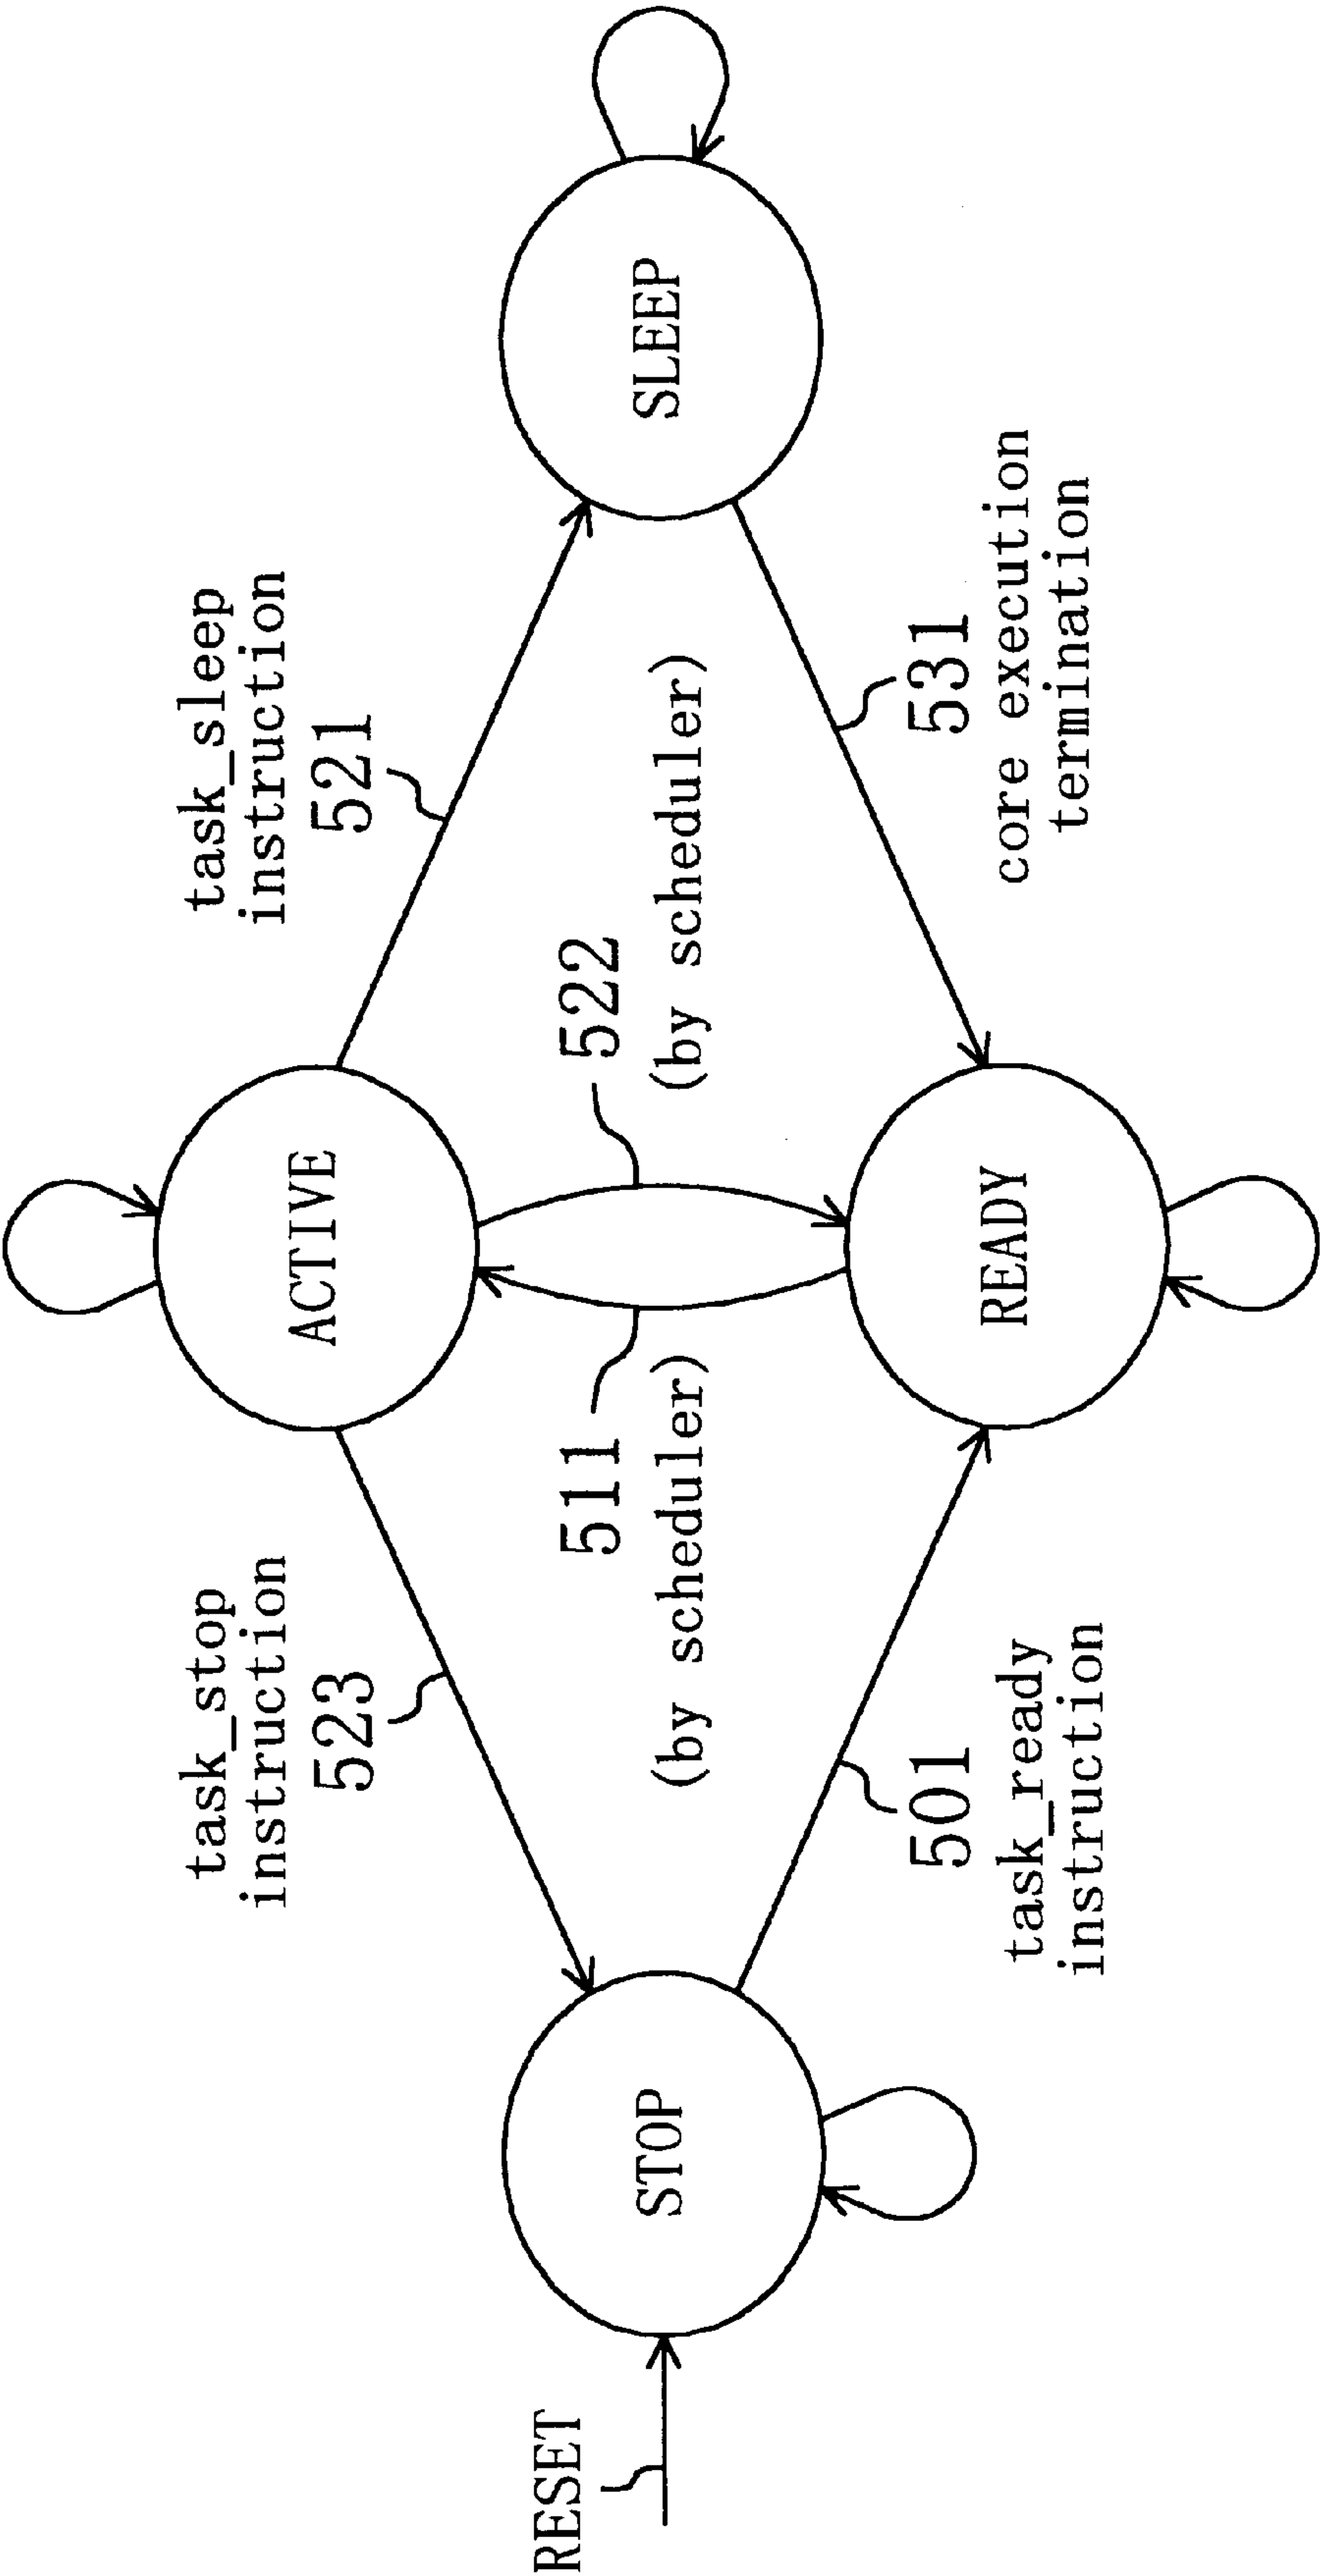 task_stop
instruction
523
task_sleep
instruction
521
ACTIVE
RESET
STOP
511
(by scheduler)
522
(by scheduler)
SLEEP
501
task_ready
instruction
READY
531
core execution
termination